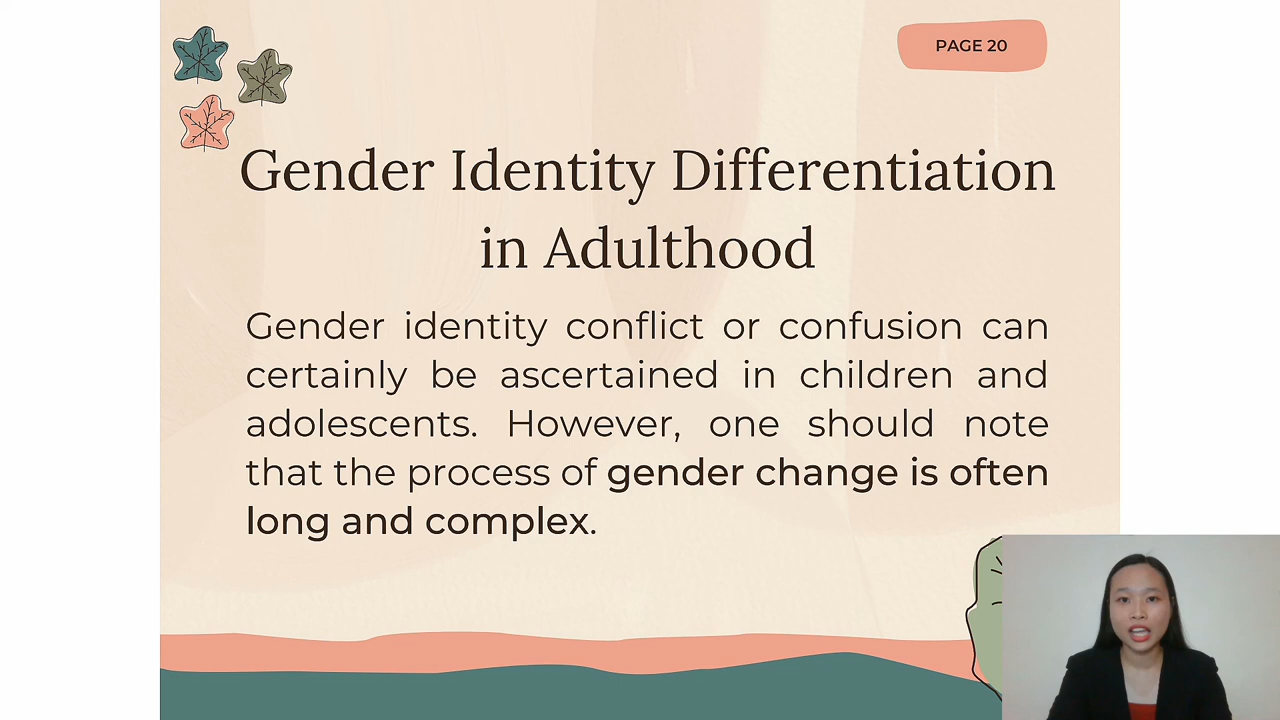 PAGE 20
Gender Identity Differentiation
in Adulthood
Gender identity conflict or confusion can
certainly be ascertained in children and
adolescents. However, one should note
that the process of gender change is often
long and complex.